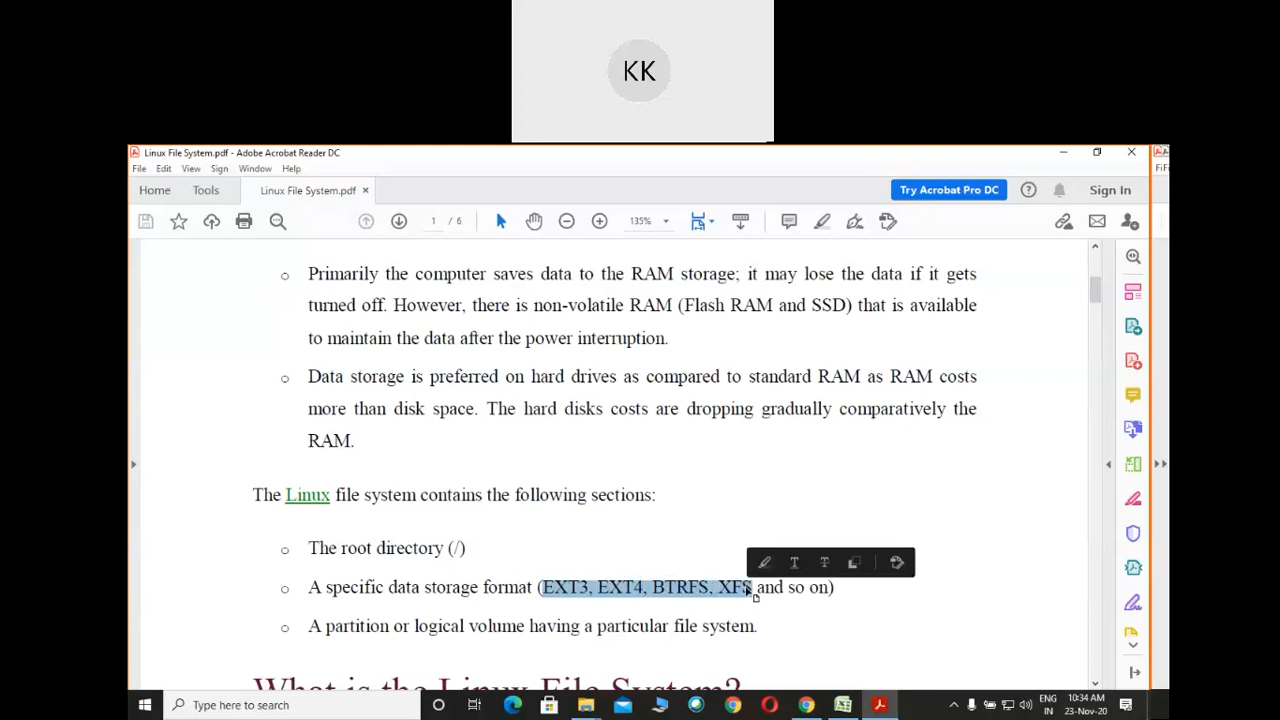 KK
Linux File System.pdf - Adobe Acrobat Reader DC
File Edit View Sign Window Help
Home Tools Linux File System.pdf × Try Acrobat Pro DC Sign In
1 / 6 135%
Primarily the computer saves data to the RAM storage; it may lose the data if it gets
turned off. However, there is non-volatile RAM (Flash RAM and SSD) that is available
to maintain the data after the power interruption.
Data storage is preferred on hard drives as compared to standard RAM as RAM costs
more than disk space. The hard disks costs are dropping gradually comparatively the
RAM.
The Linux file system contains the following sections:
The root directory (/)
A specific data storage format (EXT3, EXT4, BTRFS, XFS and so on)
A partition or logical volume having a particular file system.
What is the Linux File System?
Type here to search
ENG
IN
10:34 AM
23-Nov-20